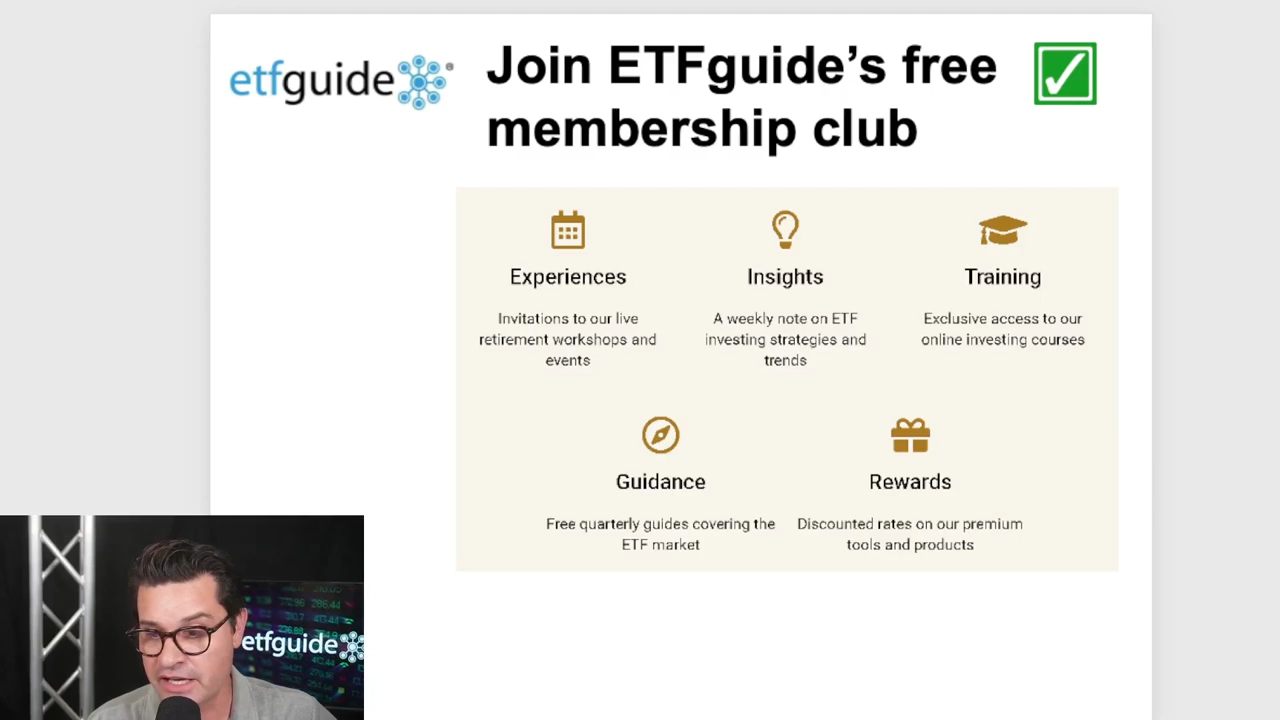 etfguide®
Join ETFguide's free
membership club
Experiences
Invitations to our live
retirement workshops and
events
Insights
A weekly note on ETF
investing strategies and
trends
Training
Exclusive access to our
online investing courses
Guidance
Free quarterly guides covering the
ETF market
Rewards
Discounted rates on our premium
tools and products
etfguide